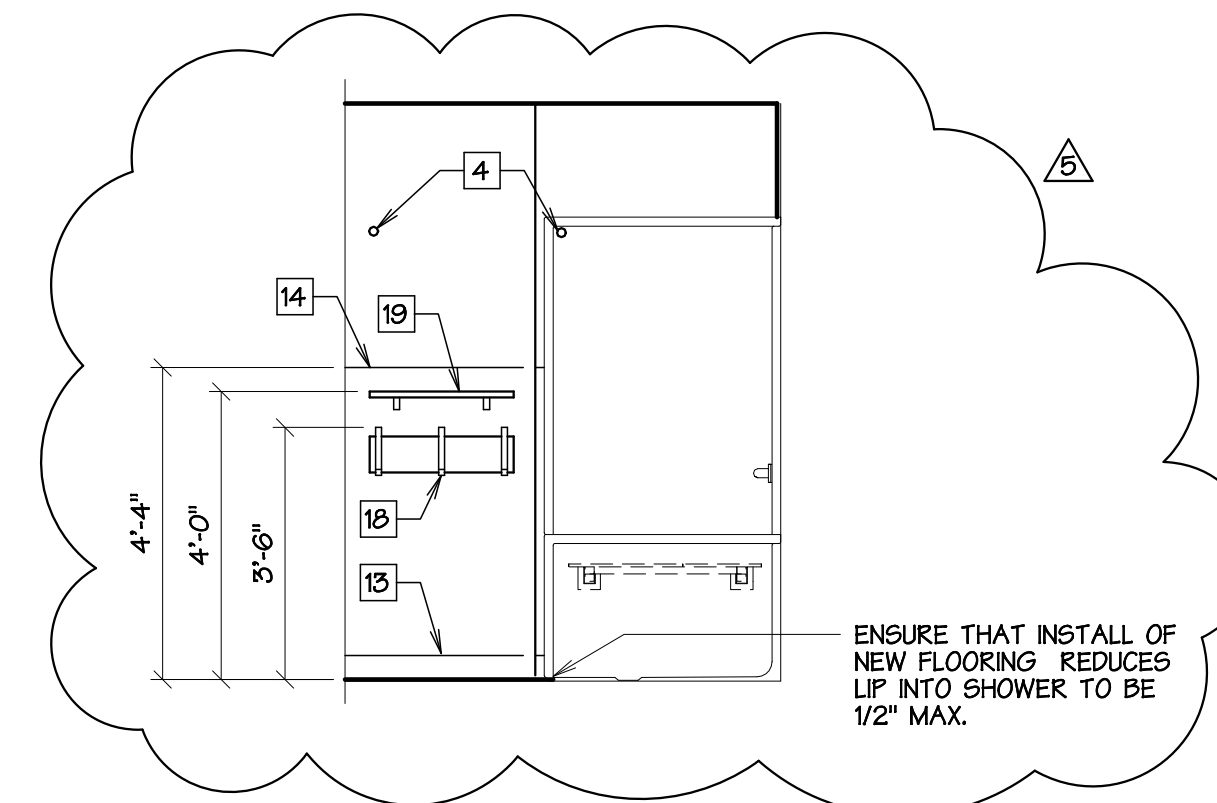 5
4
14
19
4'-4"
4'-0"
3'-6"
18
13
ENSURE THAT INSTALL OF
NEW FLOORING REDUCES
LIP INTO SHOWER TO BE
1/2" MAX.